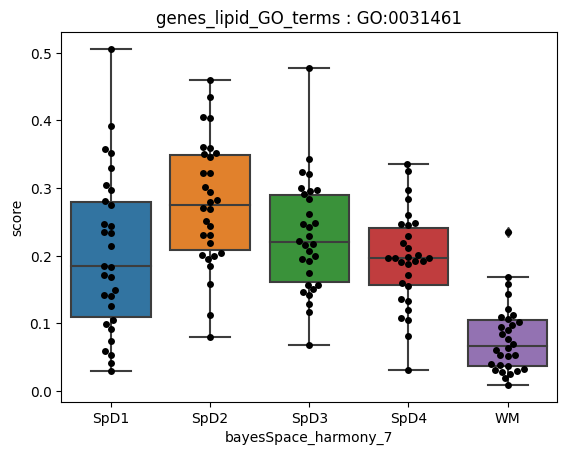 genes_lipid_GO_terms : GO:0031461
0.5
0.4
0.3
0.2
0.1
0.0
score
SpD1 SpD2 SpD3 SpD4 WM
bayesSpace_harmony_7